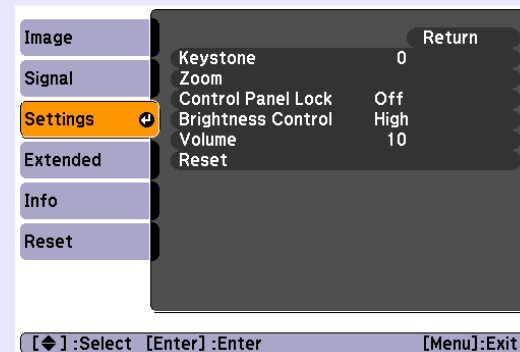 Image
Signal
Settings
Extended
Info
Reset
Return
Keystone 0
Zoom
Control Panel Lock Off
Brightness Control High
Volume 10
Reset
[◆] :Select [Enter] :Enter [Menu]:Exit